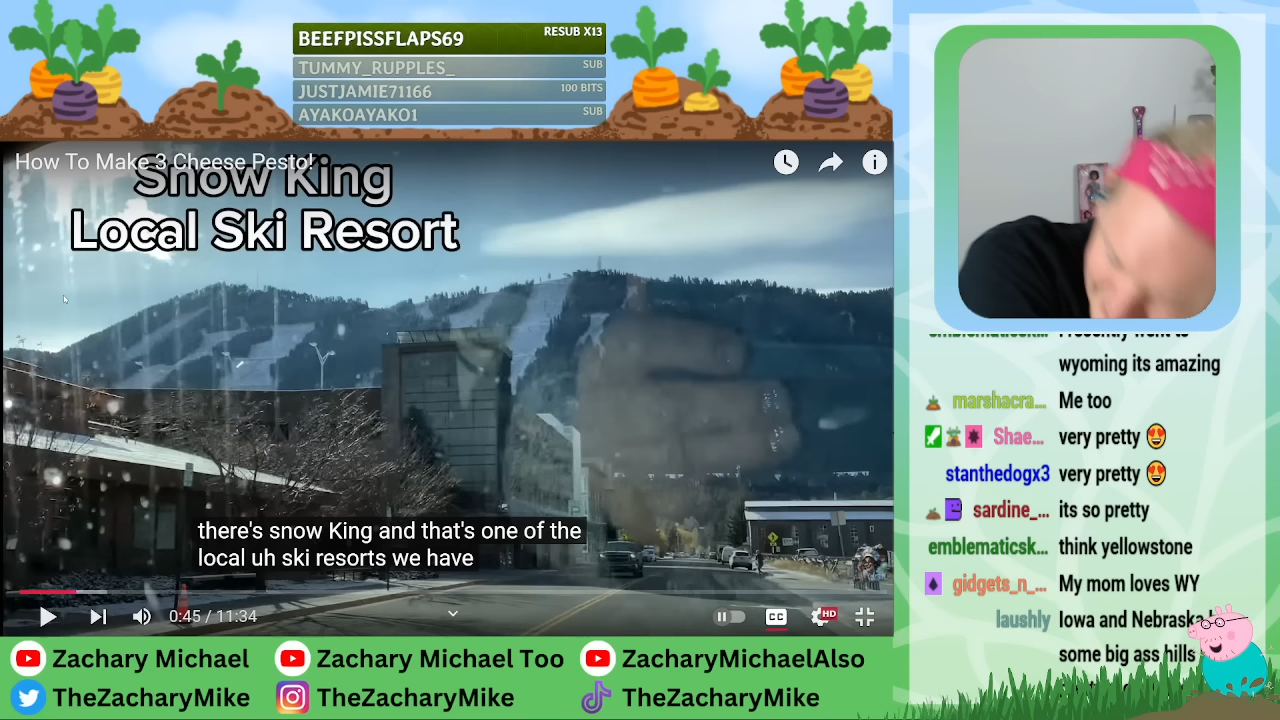 BEEFPISSFLAPS69 RESUB X13
TUMMY_RUPPLES_ SUB
JUSTJAMIE71166 100 BITS
AYAKOAYAKO1 SUB
How To Make 3 Cheese Pesto!
Snow King
Local Ski Resort
there's snow King and that's one of the
local uh ski resorts we have
0:45 / 11:34
CC
HD
wyoming its amazing
marshacra... Me too
Shae... very pretty 😍
stanthedogx3 very pretty 😍
sardine_... its so pretty
emblematicsk... think yellowstone
gidgets_n_... My mom loves WY
laushly Iowa and Nebraska
some big ass hills
Zachary Michael
Zachary Michael Too
ZacharyMichaelAlso
TheZacharyMike
TheZacharyMike
TheZacharyMike